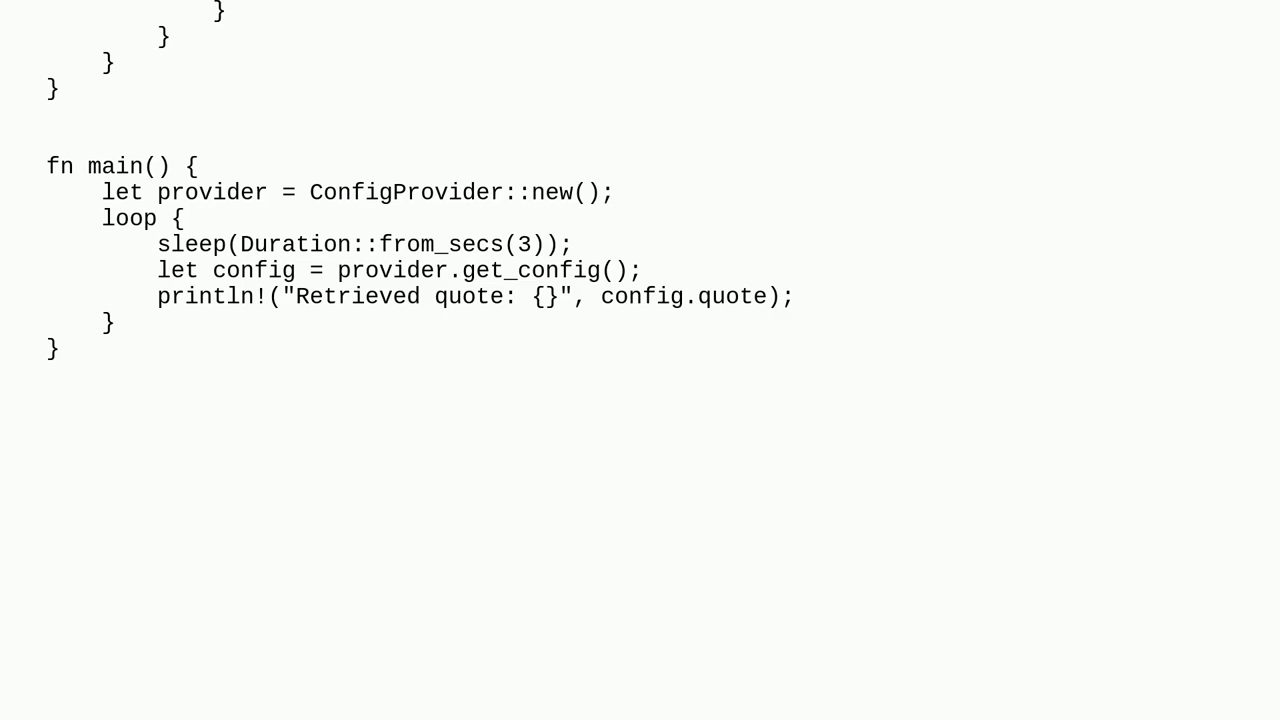 }
        }
    }
}


fn main() {
    let provider = ConfigProvider::new();
    loop {
        sleep(Duration::from_secs(3));
        let config = provider.get_config();
        println!("Retrieved quote: {}", config.quote);
    }
}